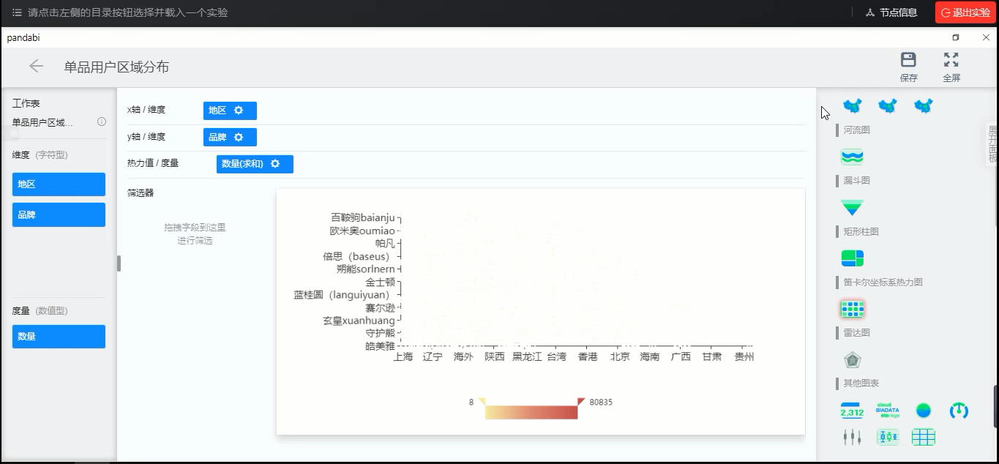 请点击左侧的目录按钮选择并载入一个实验
节点信息
退出实验
pandabi
单品用户区域分布
保存
全屏
工作表
单品用户区域...
维度 (字符型)
地区
品牌
度量 (数值型)
数量
x轴 / 维度
地区
y轴 / 维度
品牌
热力值 / 度量
数量(求和)
筛选器
拖拽字段到这里
进行筛选
百鞍驹baianju
欧米奥oumiao
帕凡
倍思（baseus）
朔能sorlnern
金士顿
蓝桂圆（languiyuan）
赛尔逊
玄皇xuanhuang
守护熊
皓美雅
上海 辽宁 海外 陕西 黑龙江 台湾 香港 北京 海南 广西 甘肃 贵州
8
80835
河流图
漏斗图
矩形柱图
笛卡尔坐标系热力图
雷达图
其他图表
2,312
cloud
BIADATA
storage
展开面板